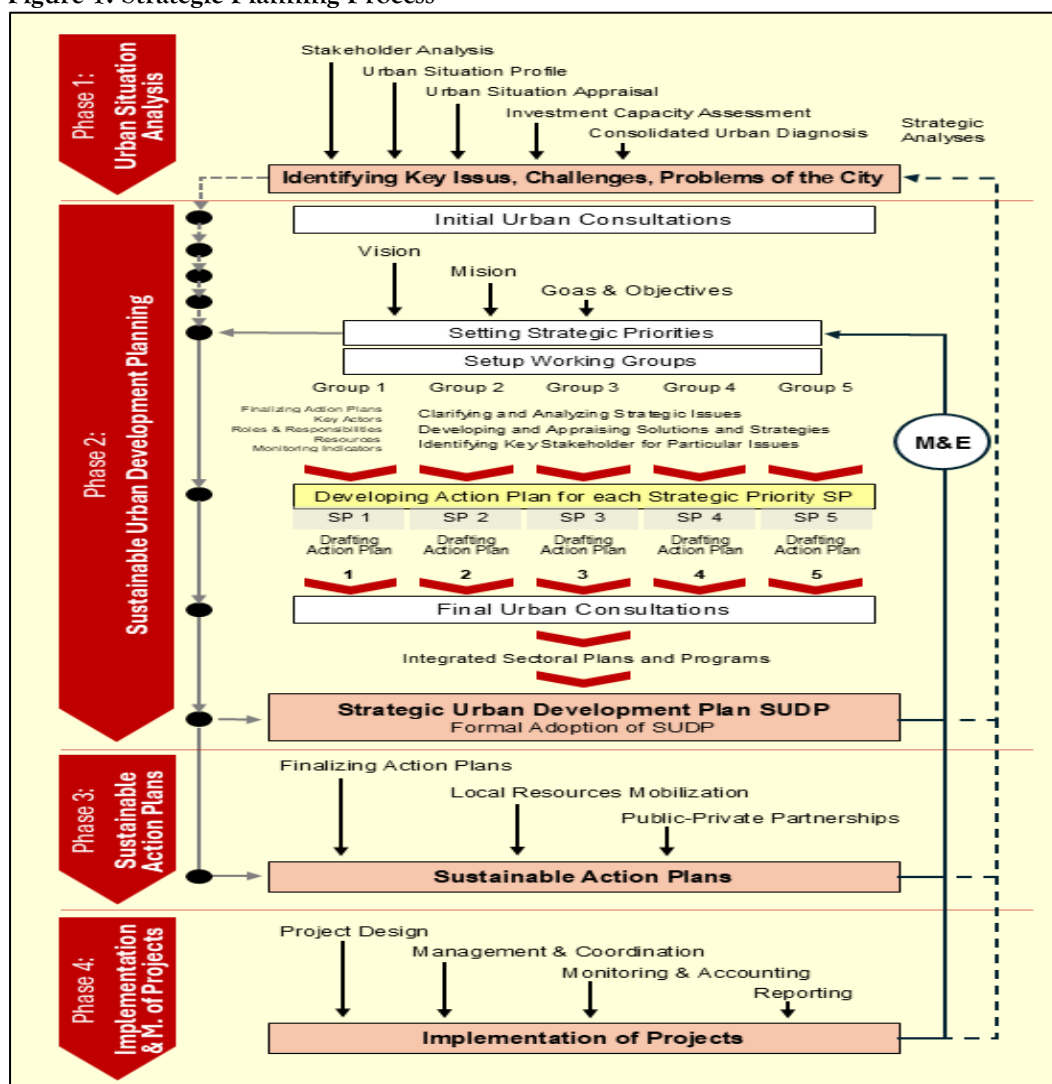 Figure 1: Strategic Planning Process
Phase 1:
Urban Situation
Analysis
Stakeholder Analysis
Urban Situation Profile
Urban Situation Appraisal
Investment Capacity Assessment
Consolidated Urban Diagnosis
Strategic
Analyses
Identifying Key Issus, Challenges, Problems of the City
Phase 2:
Sustainable Urban Development Planning
Initial Urban Consultations
Vision
Mision
Goas & Objectives
Setting Strategic Priorities
Setup Working Groups
Group 1 Group 2 Group 3 Group 4 Group 5
Finalizing Action Plans
Key Actors
Roles & Responsibilities
Resources
Monitoring Indicators
Clarifying and Analyzing Strategic Issues
Developing and Appraising Solutions and Strategies
Identifying Key Stakeholder for Particular Issues
M&E
Developing Action Plan for each Strategic Priority SP
SP 1 SP 2 SP 3 SP 4 SP 5
Drafting Drafting Drafting Drafting Drafting
Action Plan Action Plan Action Plan Action Plan Action Plan
1 2 3 4 5
Final Urban Consultations
Integrated Sectoral Plans and Programs
Strategic Urban Development Plan SUDP
Formal Adoption of SUDP
Phase 3:
Sustainable
Action Plans
Finalizing Action Plans
Local Resources Mobilization
Public-Private Partnerships
Sustainable Action Plans
Phase 4:
Implementation
& M. of Projects
Project Design
Management & Coordination
Monitoring & Accounting
Reporting
Implementation of Projects